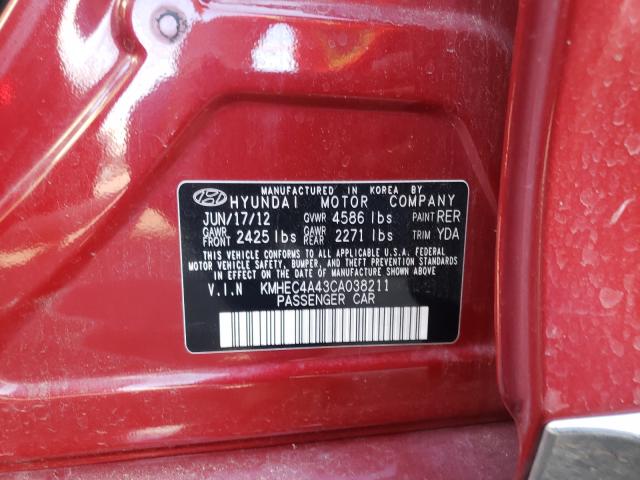 MANUFACTURED IN KOREA BY
HYUNDAI MOTOR COMPANY
JUN/17/12 GVWR 4586 lbs PAINT RER
GAWR FRONT 2425 lbs GAWR REAR 2271 lbs TRIM YDA
THIS VEHICLE CONFORMS TO ALL APPLICABLE U.S.A. FEDERAL
MOTOR VEHICLE SAFETY, BUMPER, AND THEFT PREVENTION STANDARDS
IN EFFECT ON THE DATE OF MANUFACTURE SHOWN ABOVE.
V.I.N KMHEC4A43CA038211
PASSENGER CAR